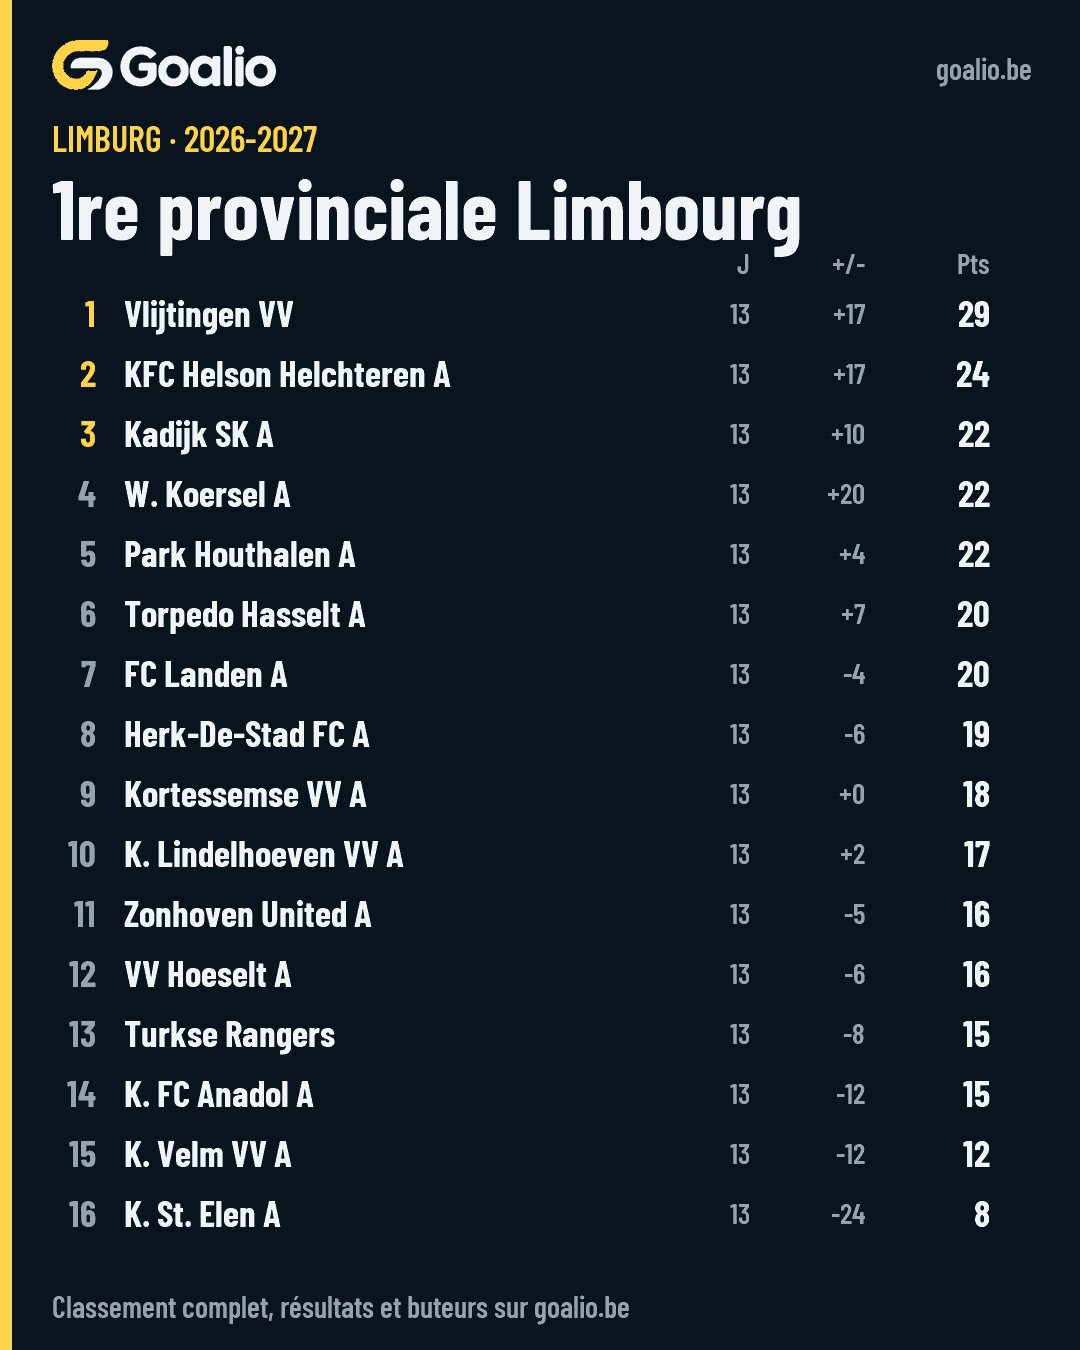 Goalio goalio.be
LIMBURG · 2026-2027
1re provinciale Limbourg
J +/- Pts
1 Vlijtingen VV 13 +17 29
2 KFC Helson Helchteren A 13 +17 24
3 Kadijk SK A 13 +10 22
4 W. Koersel A 13 +20 22
5 Park Houthalen A 13 +4 22
6 Torpedo Hasselt A 13 +7 20
7 FC Landen A 13 -4 20
8 Herk-De-Stad FC A 13 -6 19
9 Kortessemse VV A 13 +0 18
10 K. Lindelhoeven VV A 13 +2 17
11 Zonhoven United A 13 -5 16
12 VV Hoeselt A 13 -6 16
13 Turkse Rangers 13 -8 15
14 K. FC Anadol A 13 -12 15
15 K. Velm VV A 13 -12 12
16 K. St. Elen A 13 -24 8
Classement complet, résultats et buteurs sur goalio.be